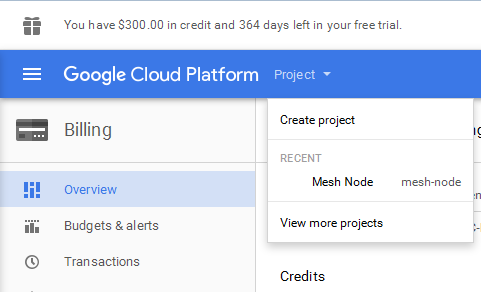 You have $300.00 in credit and 364 days left in your free trial.
Google Cloud Platform Project
Billing
Create project
RECENT
Mesh Node mesh-node
View more projects
Overview
Budgets & alerts
Transactions
Credits